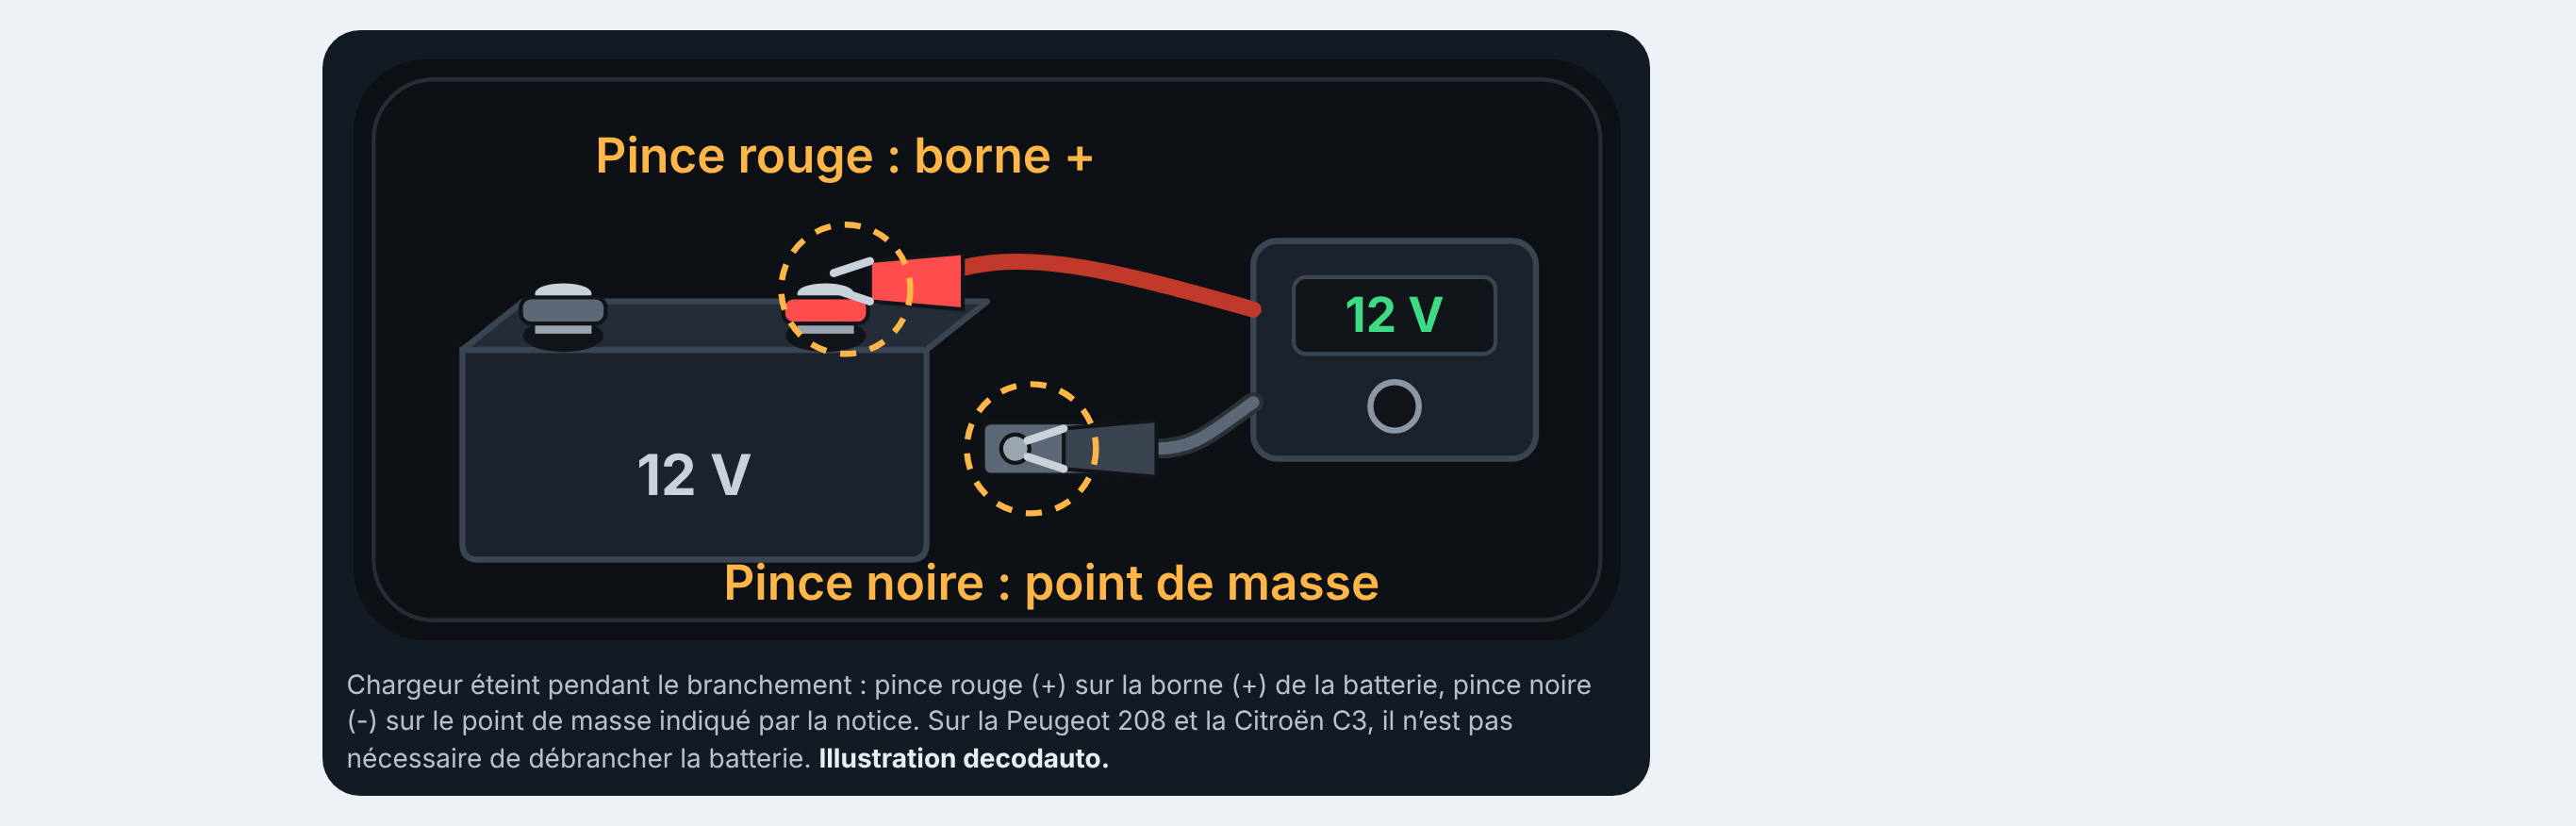 Pince rouge : borne +
12 V
12 V
Pince noire : point de masse
Chargeur éteint pendant le branchement : pince rouge (+) sur la borne (+) de la batterie, pince noire
(-) sur le point de masse indiqué par la notice. Sur la Peugeot 208 et la Citroën C3, il n’est pas
nécessaire de débrancher la batterie. Illustration decodauto.